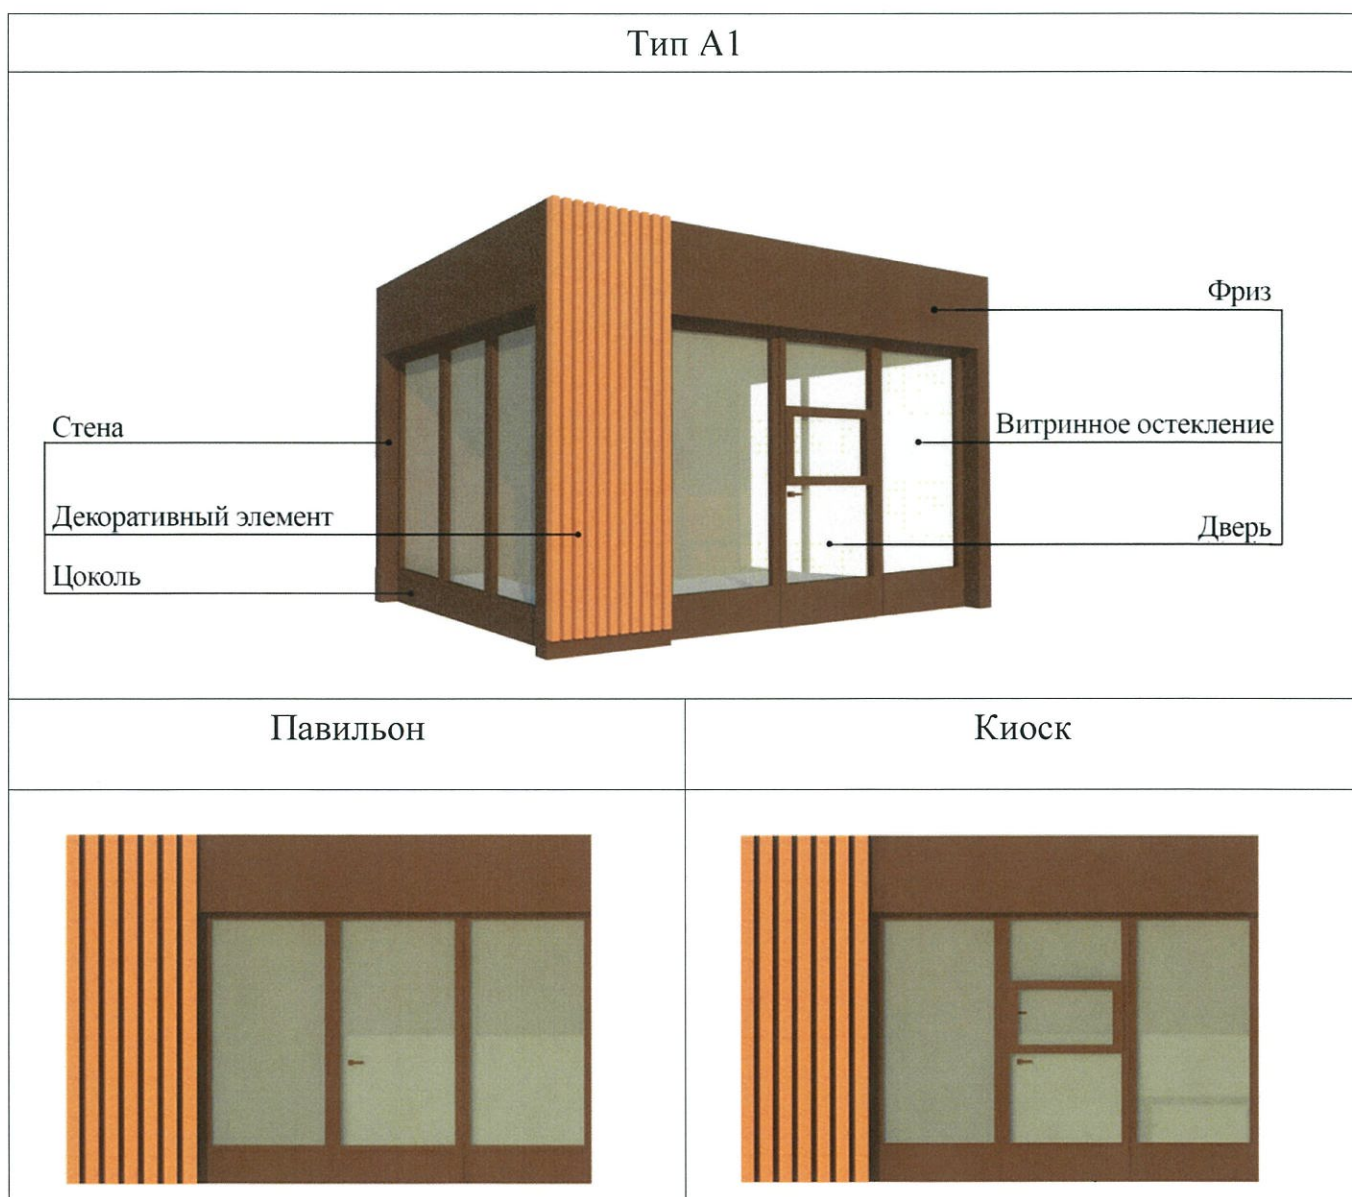 Тип А1
Фриз
Стена
Витринное остекление
Декоративный элемент
Дверь
Цоколь
Павильон
Киоск